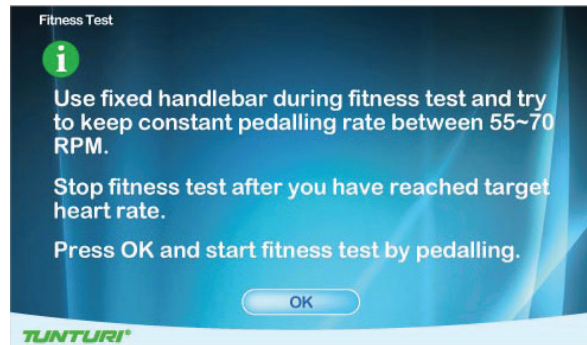 Fitness Test
i
Use fixed handlebar during fitness test and try
to keep constant pedalling rate between 55~70
RPM.
Stop fitness test after you have reached target
heart rate.
Press OK and start fitness test by pedalling.
OK
TUNTURI®